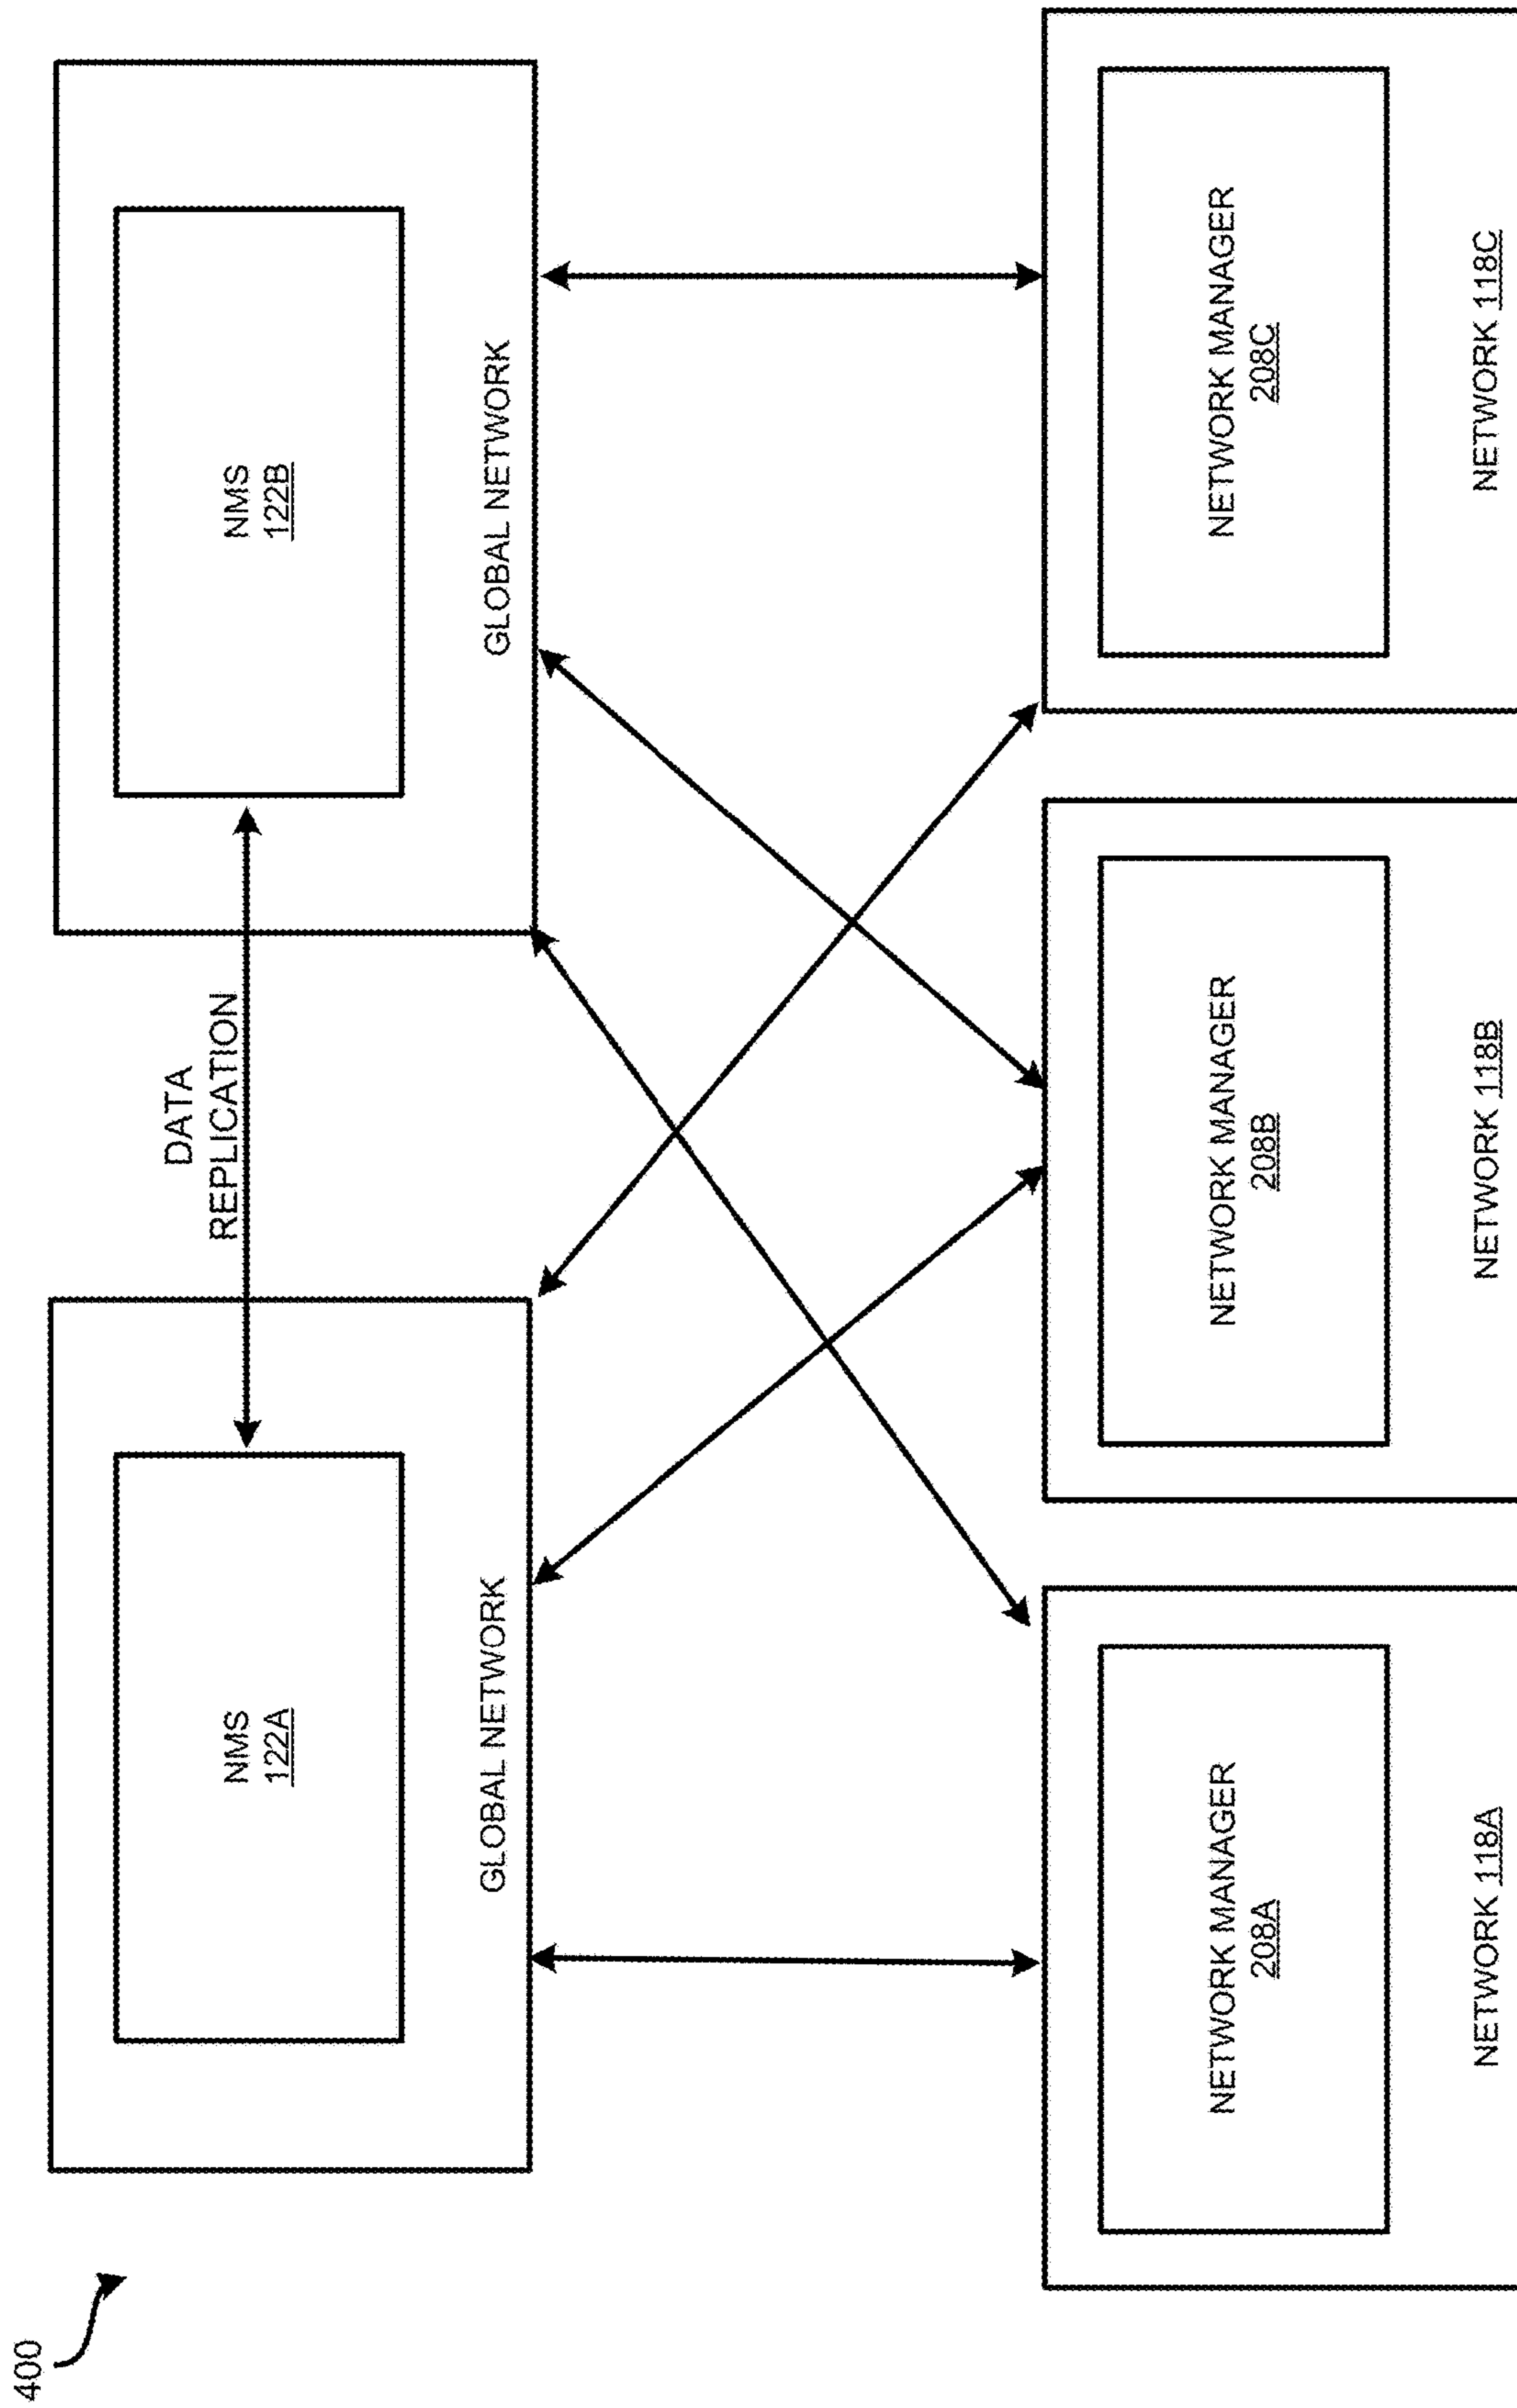 400
DATA
REPLICATION
NMS
122A
GLOBAL NETWORK
NMS
122B
GLOBAL NETWORK
NETWORK MANAGER
208A
NETWORK 118A
NETWORK MANAGER
208B
NETWORK 118B
NETWORK MANAGER
208C
NETWORK 118C